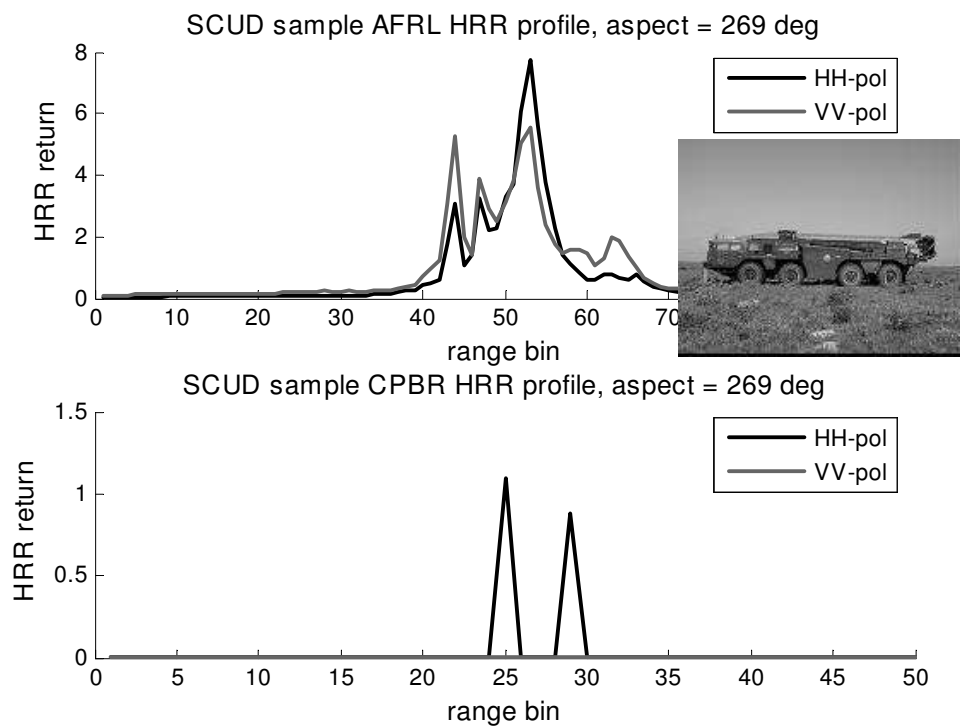 SCUD sample AFRL HRR profile, aspect = 269 deg
HRR return
8
6
4
2
0
HH-pol
VV-pol
0 10 20 30 40 50 60 70
range bin
SCUD sample CPBR HRR profile, aspect = 269 deg
HRR return
1.5
1
0.5
0
HH-pol
VV-pol
0 5 10 15 20 25 30 35 40 45 50
range bin